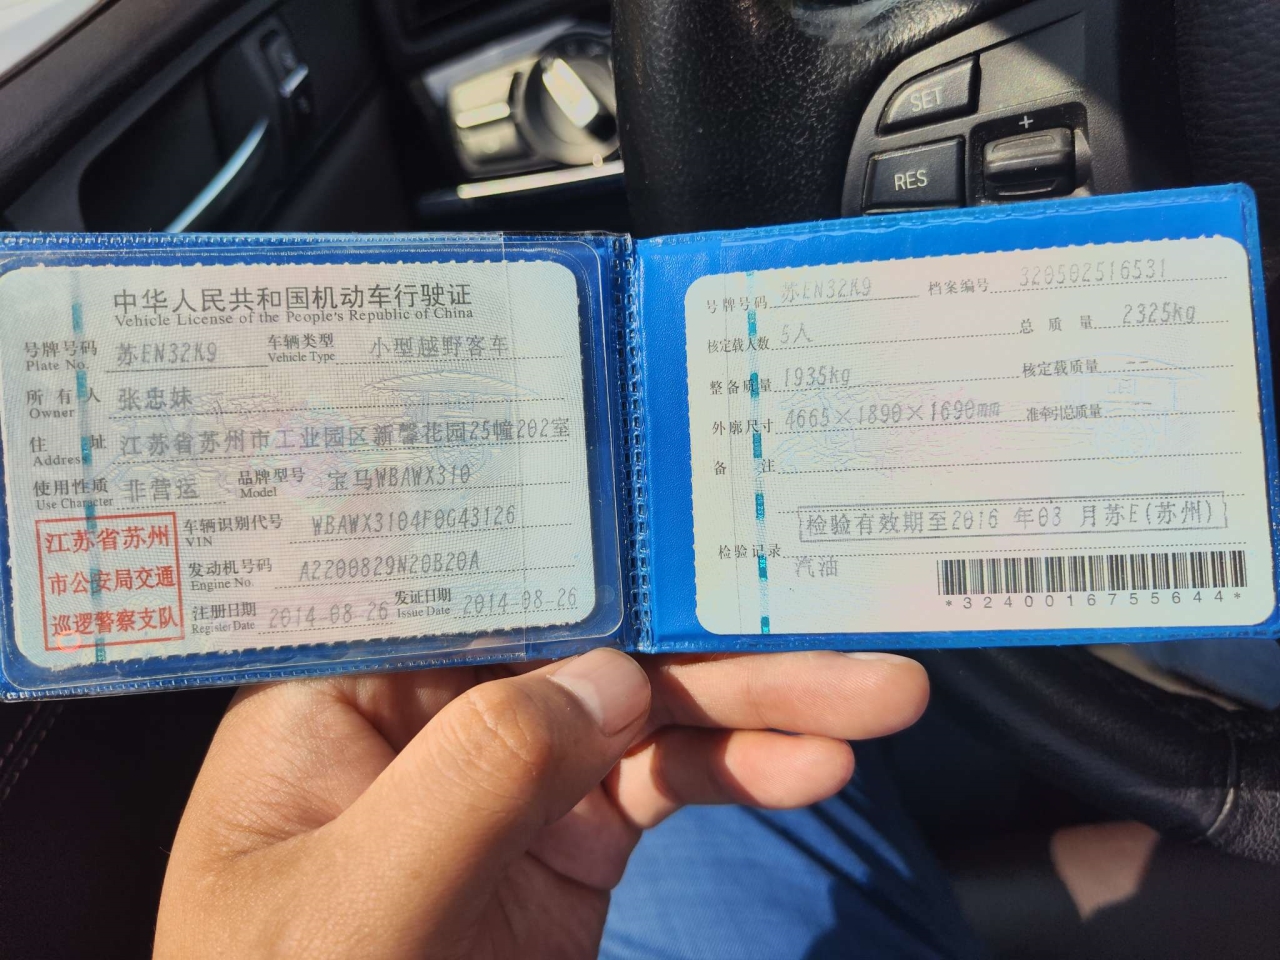 SET
+
RES
中华人民共和国机动车行驶证
Vehicle License of the People's Republic of China
号牌号码 苏EN32K9 车辆类型 小型越野客车
Plate No. Vehicle Type
所有人 张忠妹
Owner
住址 江苏省苏州市工业园区新馨花园25幢202室
Address
使用性质 非营运 品牌型号 宝马WBAWX310
Use Character Model
江苏省苏州
市公安局交通
巡逻警察支队
车辆识别代号 WBAWX3104F0G43126
VIN
发动机号码 A2200829N20B20A
Engine No.
注册日期 2014-08-26 发证日期 2014-08-26
Register Date Issue Date
号牌号码 苏EN32K9 档案编号 320502516531
核定载人数 5人 总质量 2325kg
整备质量 1935kg 核定载质量 --
外廓尺寸 4665×1890×1690mm 准牵引总质量 --
备注
检验有效期至2016 年03 月苏E(苏州)
检验记录
汽油
*3240016755644*